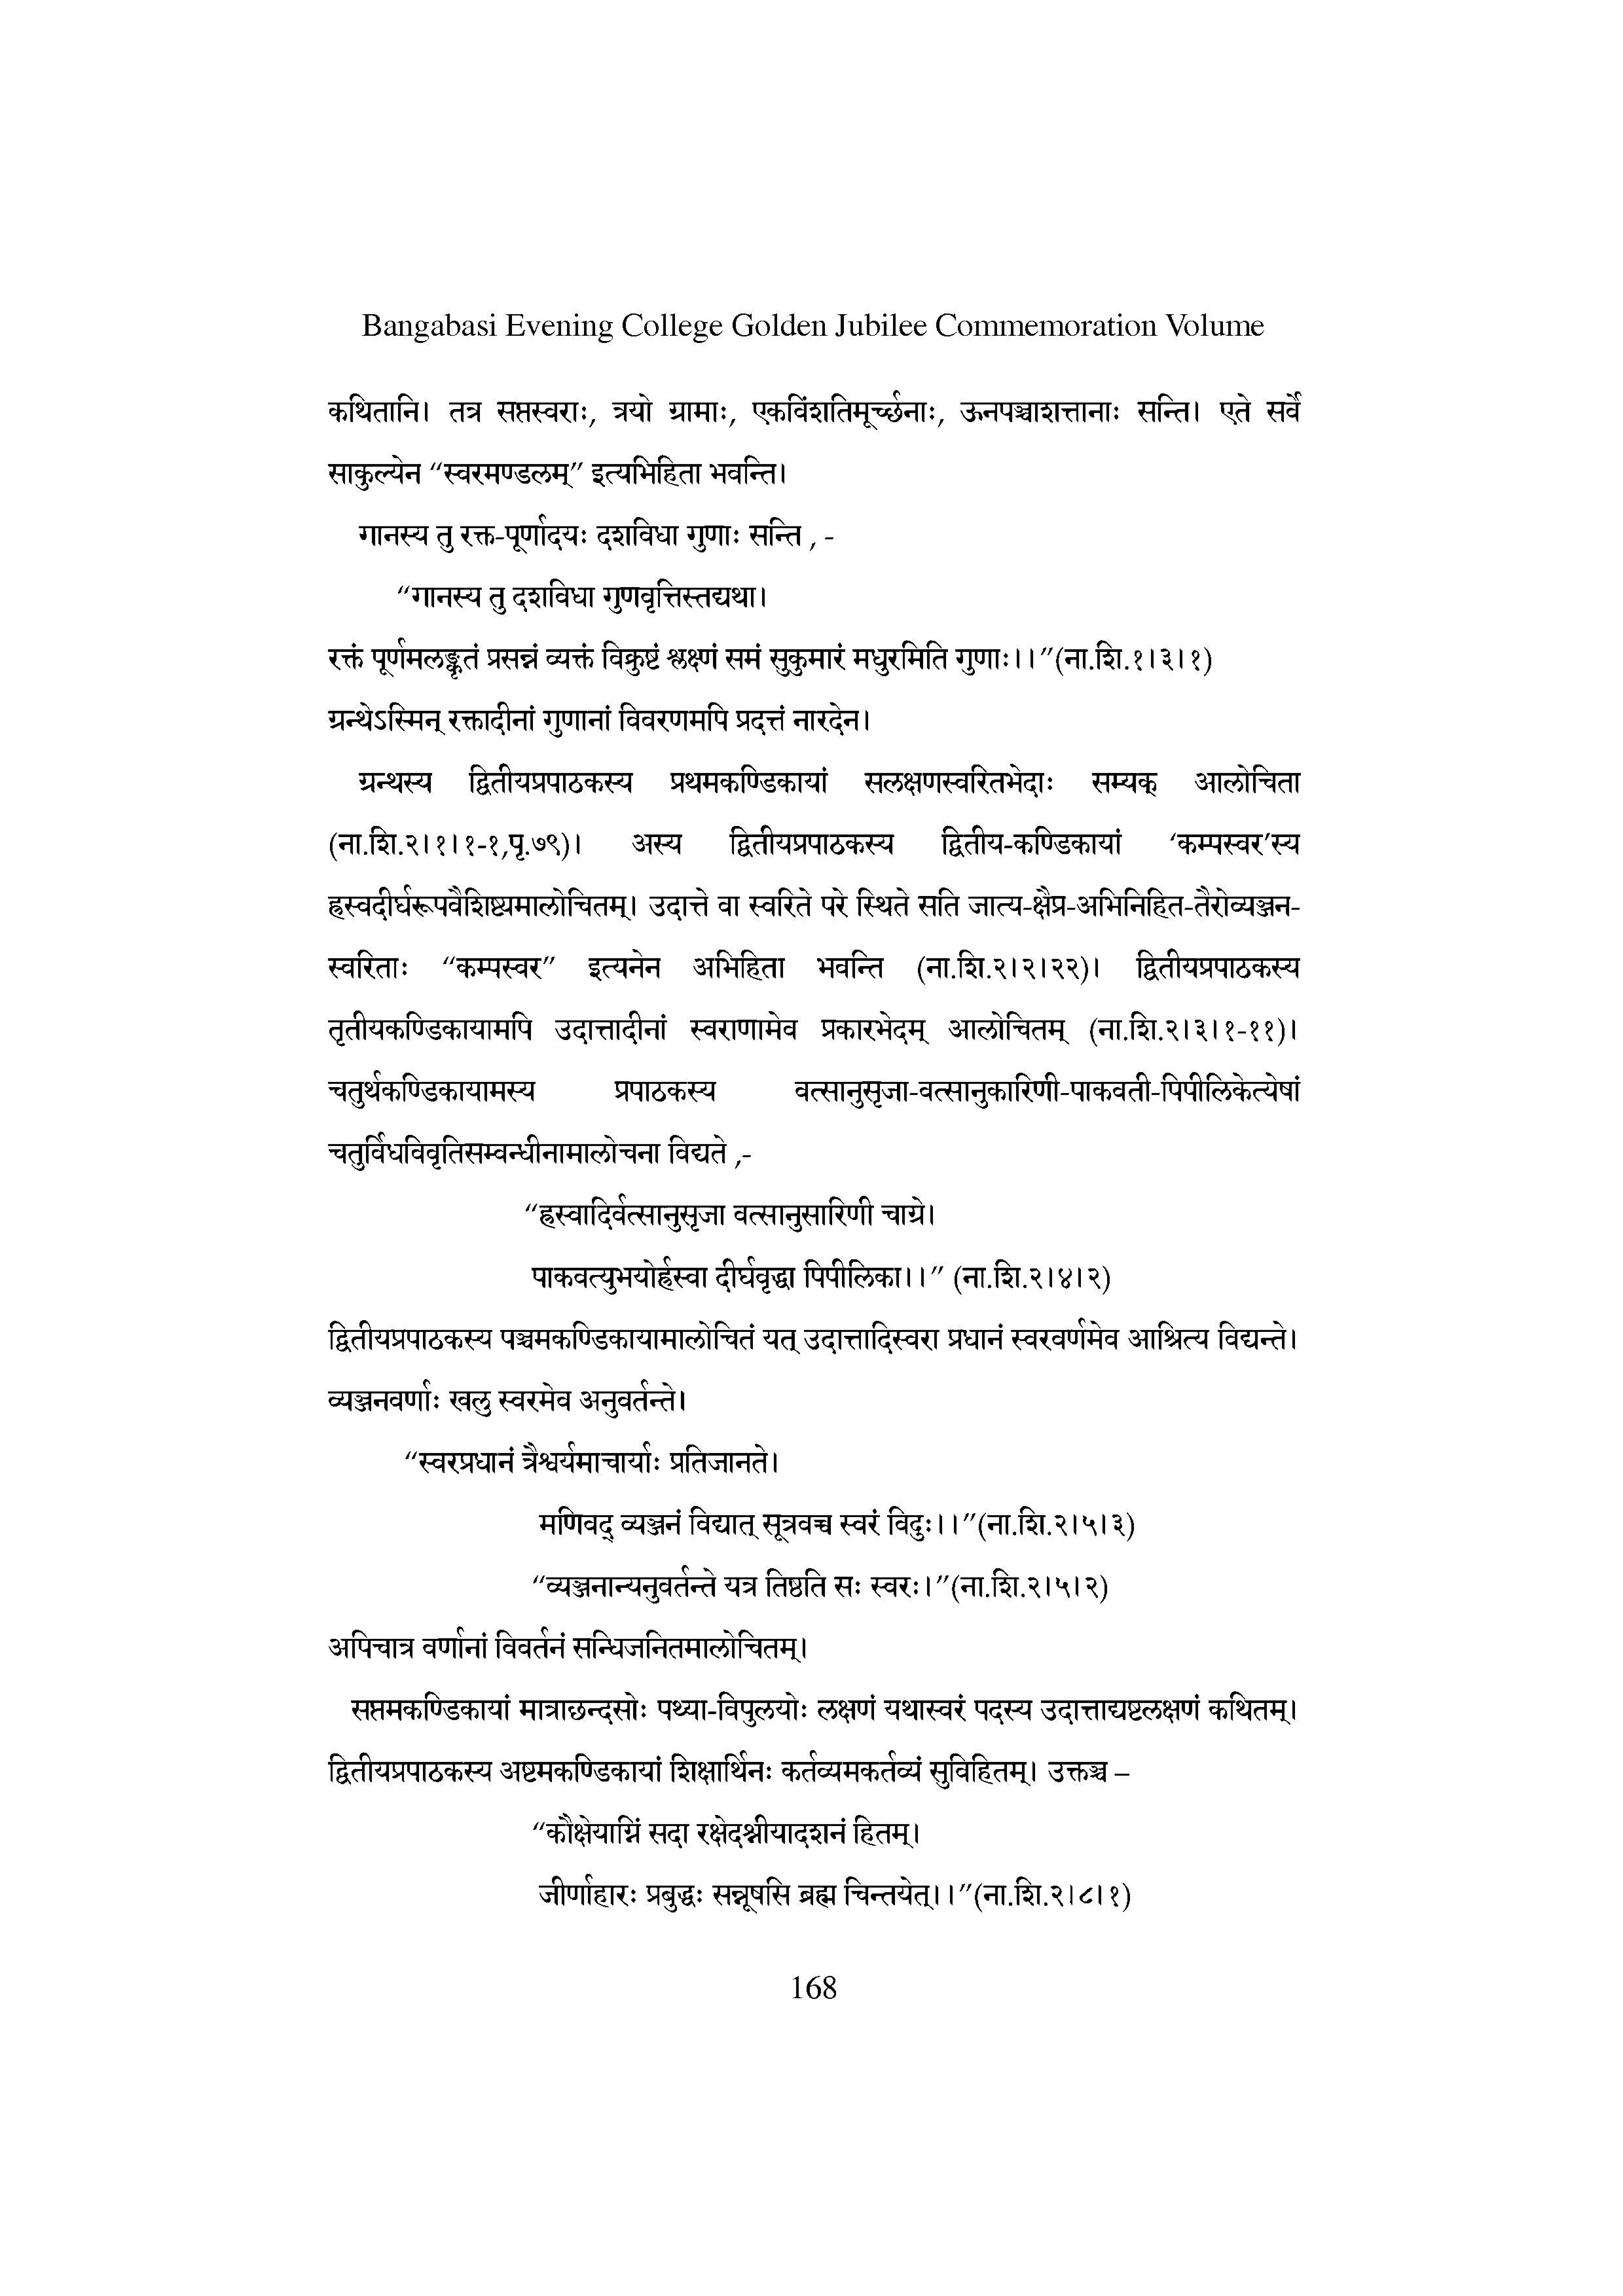 Bangabasi Evening College Golden Jubilee Commemoration Volume
कथितानि। तत्र सप्तस्वराः, त्रयो ग्रामाः, एकविंशतिमूर्च्छनाः, ऊनपञ्चाशत्तानाः सन्ति। एते सर्वे
साकुल्येन “स्वरमण्डलम्” इत्यभिहिता भवन्ति।
गानस्य तु रक्त-पूर्णादयः दशविधा गुणाः सन्ति , -
“गानस्य तु दशविधा गुणवृत्तिस्तद्यथा।
रक्तं पूर्णमलङ्कृतं प्रसन्नं व्यक्तं विक्रुष्टं श्लक्ष्णं समं सुकुमारं मधुरमिति गुणाः।।”(ना.शि.१।३।१)
ग्रन्थेऽस्मिन् रक्तादीनां गुणानां विवरणमपि प्रदत्तं नारदेन।
ग्रन्थस्य द्वितीयप्रपाठकस्य प्रथमकण्डिकायां सलक्षणस्वरितभेदाः सम्यक् आलोचिता
(ना.शि.२।१।१-१,पृ.७९)। अस्य द्वितीयप्रपाठकस्य द्वितीय-कण्डिकायां ‘कम्पस्वर’स्य
ह्रस्वदीर्घरूपवैशिष्ट्यमालोचितम्। उदात्ते वा स्वरिते परे स्थिते सति जात्य-क्षैप्र-अभिनिहित-तैरोव्यञ्जन-
स्वरिताः “कम्पस्वर” इत्यनेन अभिहिता भवन्ति (ना.शि.२।२।२२)। द्वितीयप्रपाठकस्य
तृतीयकण्डिकायामपि उदात्तादीनां स्वराणामेव प्रकारभेदम् आलोचितम् (ना.शि.२।३।१-११)।
चतुर्थकण्डिकायामस्य प्रपाठकस्य वत्सानुसृजा-वत्सानुकारिणी-पाकवती-पिपीलिकेत्येषां
चतुर्विधविवृतिसम्वन्धीनामालोचना विद्यते ,-
“ह्रस्वादिर्वत्सानुसृजा वत्सानुसारिणी चाग्रे।
पाकवत्युभयोर्ह्रस्वा दीर्घवृद्धा पिपीलिका।।” (ना.शि.२।४।२)
द्वितीयप्रपाठकस्य पञ्चमकण्डिकायामालोचितं यत् उदात्तादिस्वरा प्रधानं स्वरवर्णमेव आश्रित्य विद्यन्ते।
व्यञ्जनवर्णाः खलु स्वरमेव अनुवर्तन्ते।
“स्वरप्रधानं त्रैश्वर्यमाचार्याः प्रतिजानते।
मणिवद् व्यञ्जनं विद्यात् सूत्रवच्च स्वरं विदुः।।”(ना.शि.२।५।३)
“व्यञ्जनान्यनुवर्तन्ते यत्र तिष्ठति सः स्वरः।”(ना.शि.२।५।२)
अपिचात्र वर्णानां विवर्तनं सन्धिजनितमालोचितम्।
सप्तमकण्डिकायां मात्राछन्दसोः पथ्या-विपुलयोः लक्षणं यथास्वरं पदस्य उदात्ताद्यष्टलक्षणं कथितम्।
द्वितीयप्रपाठकस्य अष्टमकण्डिकायां शिक्षार्थिनः कर्तव्यमकर्तव्यं सुविहितम्। उक्तञ्च –
“कौक्षेयाग्निं सदा रक्षेदश्नीयादशनं हितम्।
जीर्णाहारः प्रबुद्धः सन्नूषसि ब्रह्म चिन्तयेत्।।”(ना.शि.२।८।१)
168